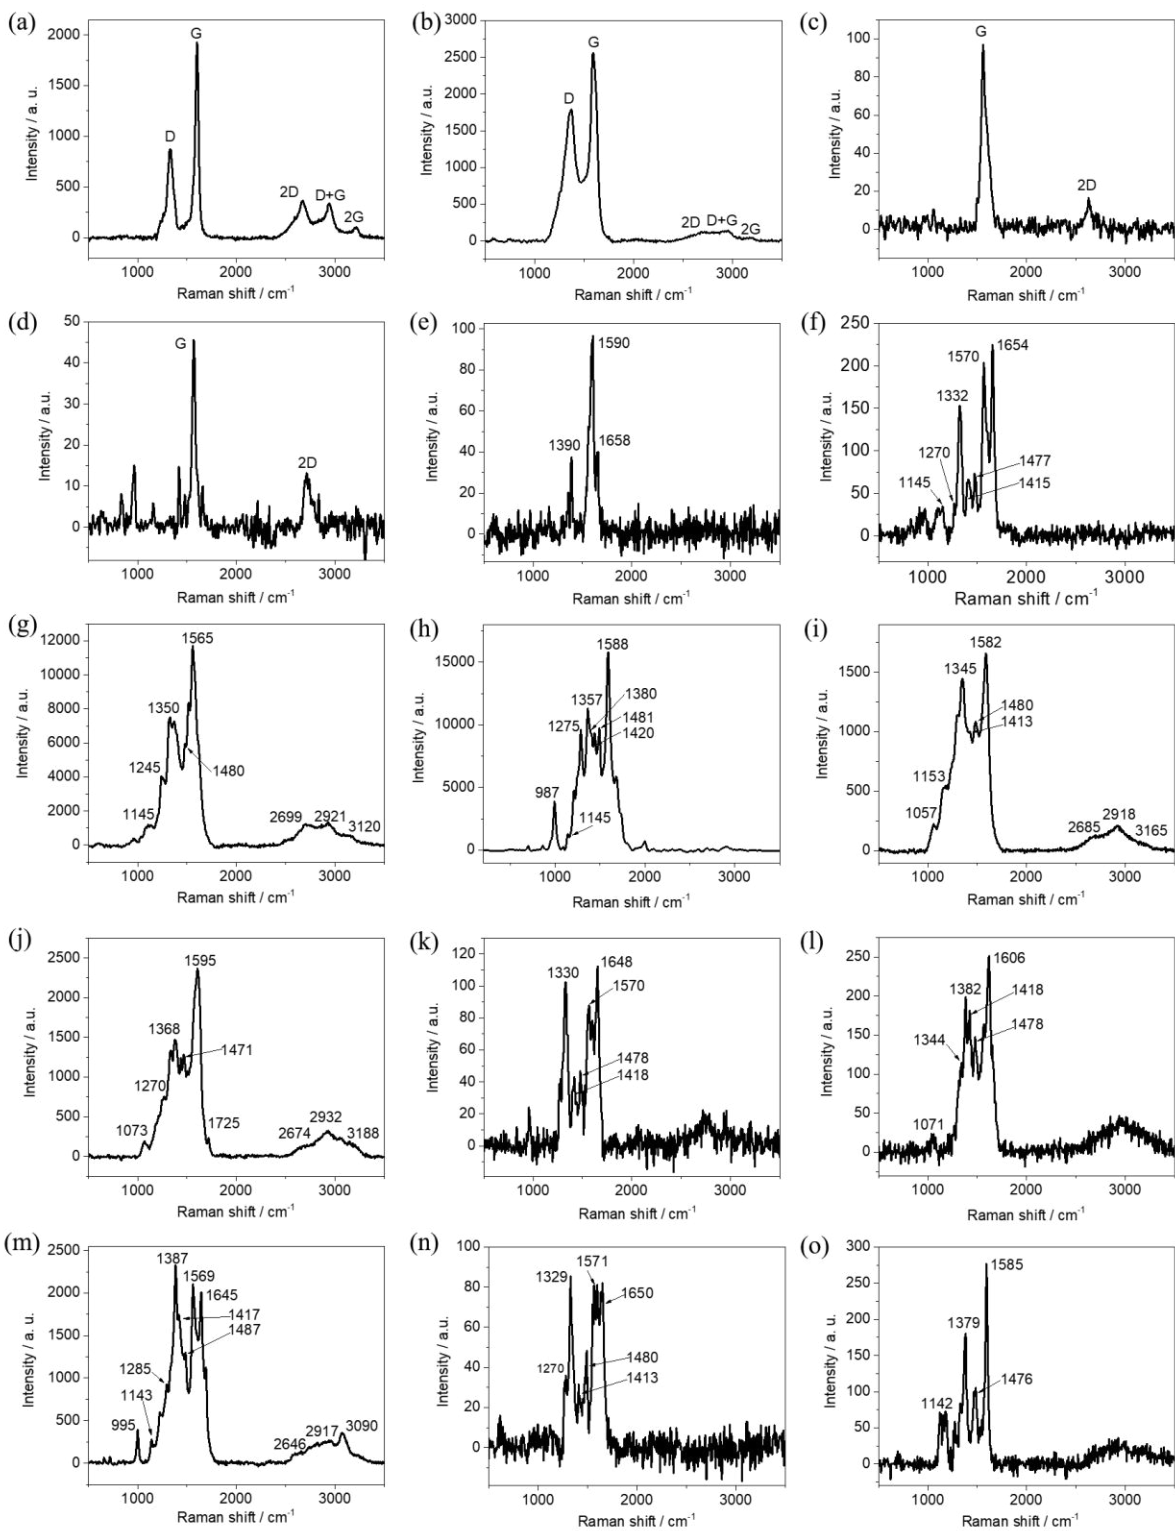 (a)
G
D
2D
D+G
2G
2000
1500
1000
500
0
Intensity / a. u.
1000 2000 3000
Raman shift / cm-1
(b)
G
D
2D D+G 2G
3000
2500
2000
1500
1000
500
0
Intensity / a. u.
1000 2000 3000
Raman shift / cm-1
(c)
G
2D
100
80
60
40
20
0
Intensity / a. u.
1000 2000 3000
Raman shift / cm-1
(d)
G
2D
50
40
30
20
10
0
Intensity / a.u.
1000 2000 3000
Raman shift / cm-1
(e)
1590
1390
1658
100
80
60
40
20
0
Intensity / a.u.
1000 2000 3000
Raman shift / cm-1
(f)
1654
1570
1332
1270
1477
1145
1415
250
200
150
100
50
0
Intensity / a.u.
1000 2000 3000
Raman shift / cm-1
(g)
1565
1350
1245
1480
1145
2699 2921
3120
12000
10000
8000
6000
4000
2000
0
Intensity / a.u.
1000 2000 3000
Raman shift / cm-1
(h)
1588
1357
1380
1275
1481
1420
987
1145
15000
10000
5000
0
Intensity / a.u.
1000 2000 3000
Raman shift / cm-1
(i)
1582
1345
1480
1413
1153
1057
2918
2685
3165
1500
1000
500
0
Intensity / a.u.
1000 2000 3000
Raman shift / cm-1
(j)
1595
1368
1471
1270
1073
1725
2932
2674
3188
2500
2000
1500
1000
500
0
Intensity / a.u.
1000 2000 3000
Raman shift / cm-1
(k)
1648
1330
1570
1478
1418
120
100
80
60
40
20
0
Intensity / a.u.
1000 2000 3000
Raman shift / cm-1
(l)
1606
1382
1418
1344
1478
1071
250
200
150
100
50
0
Intensity / a.u.
1000 2000 3000
Raman shift / cm-1
(m)
1387
1569
1645
1417
1487
1285
1143
995
2917
3090
2646
2500
2000
1500
1000
500
0
Intensity / a. u.
1000 2000 3000
Raman shift / cm-1
(n)
1571
1329
1650
1270
1480
1413
100
80
60
40
20
0
Intensity / a.u.
1000 2000 3000
Raman shift / cm-1
(o)
1585
1379
1476
1142
300
250
200
150
100
50
0
Intensity / a.u.
1000 2000 3000
Raman shift / cm-1